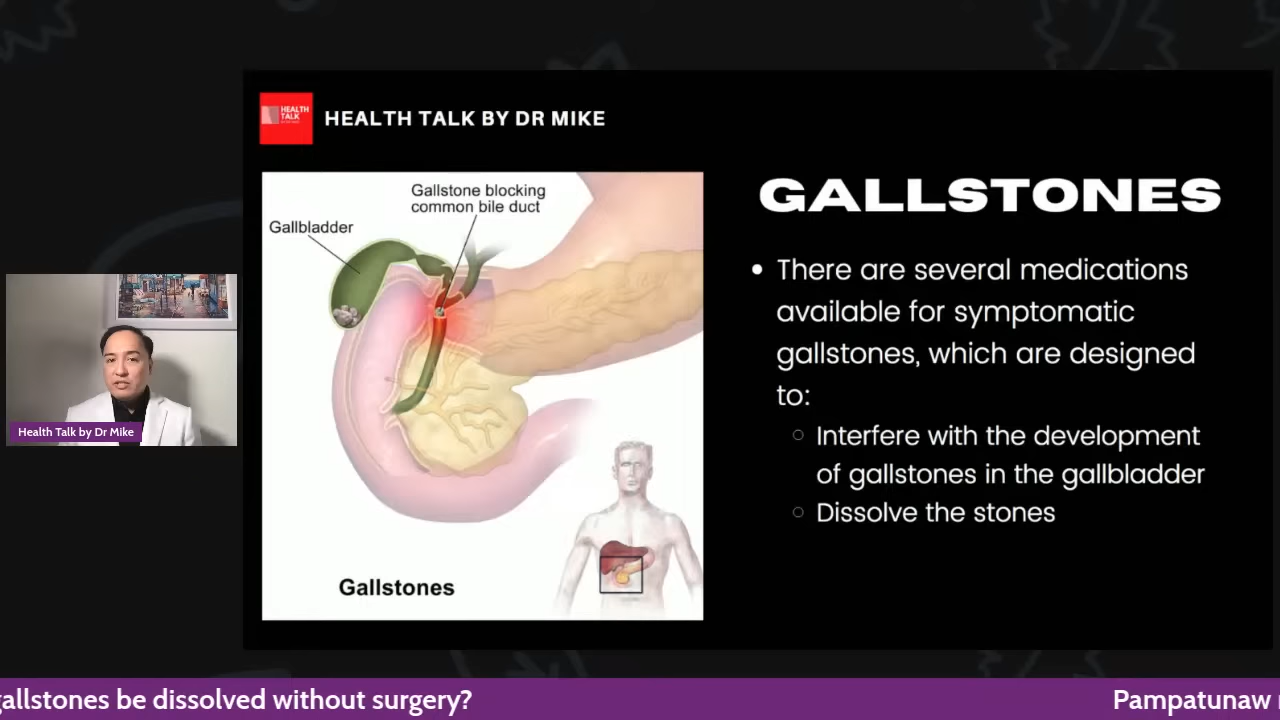 HEALTH
TALK
HEALTH TALK BY DR MIKE
Gallstone blocking
common bile duct
Gallbladder
Gallstones
GALLSTONES
• There are several medications
available for symptomatic
gallstones, which are designed
to:
○ Interfere with the development
of gallstones in the gallbladder
○ Dissolve the stones
Health Talk by Dr Mike
gallstones be dissolved without surgery?
Pampatunaw